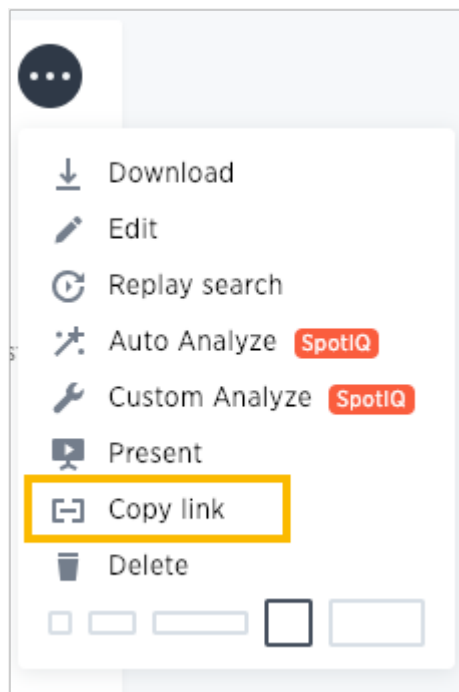 Download
Edit
Replay search
Auto Analyze SpotIQ
Custom Analyze SpotIQ
Present
Copy link
Delete